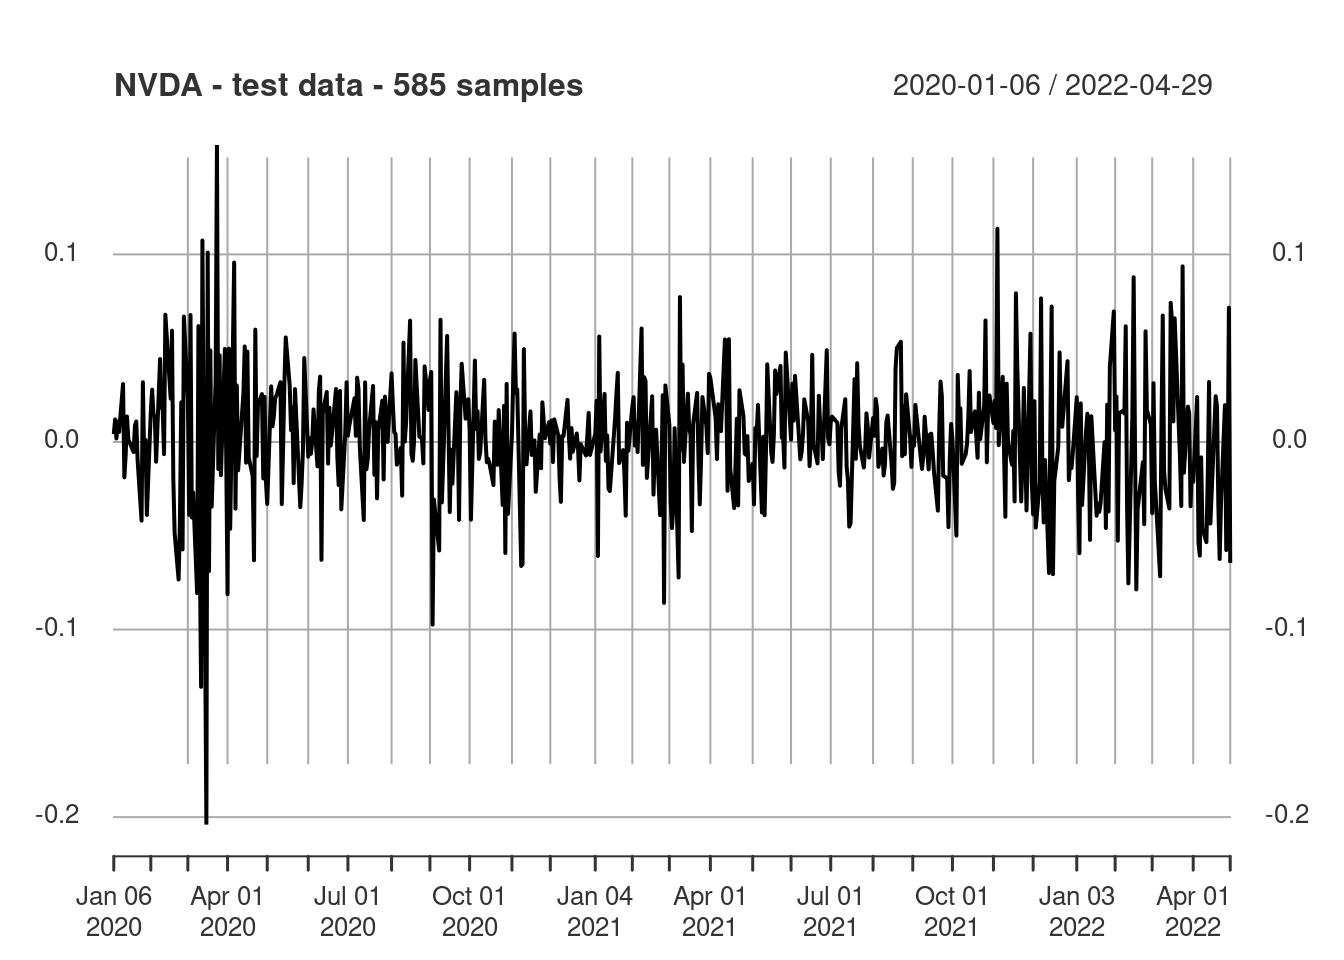 NVDA - test data - 585 samples 2020-01-06 / 2022-04-29
0.1 0.1
0.0 0.0
-0.1 -0.1
-0.2 -0.2
Jan 06 Apr 01 Jul 01 Oct 01 Jan 04 Apr 01 Jul 01 Oct 01 Jan 03 Apr 01
2020 2020 2020 2020 2021 2021 2021 2021 2022 2022